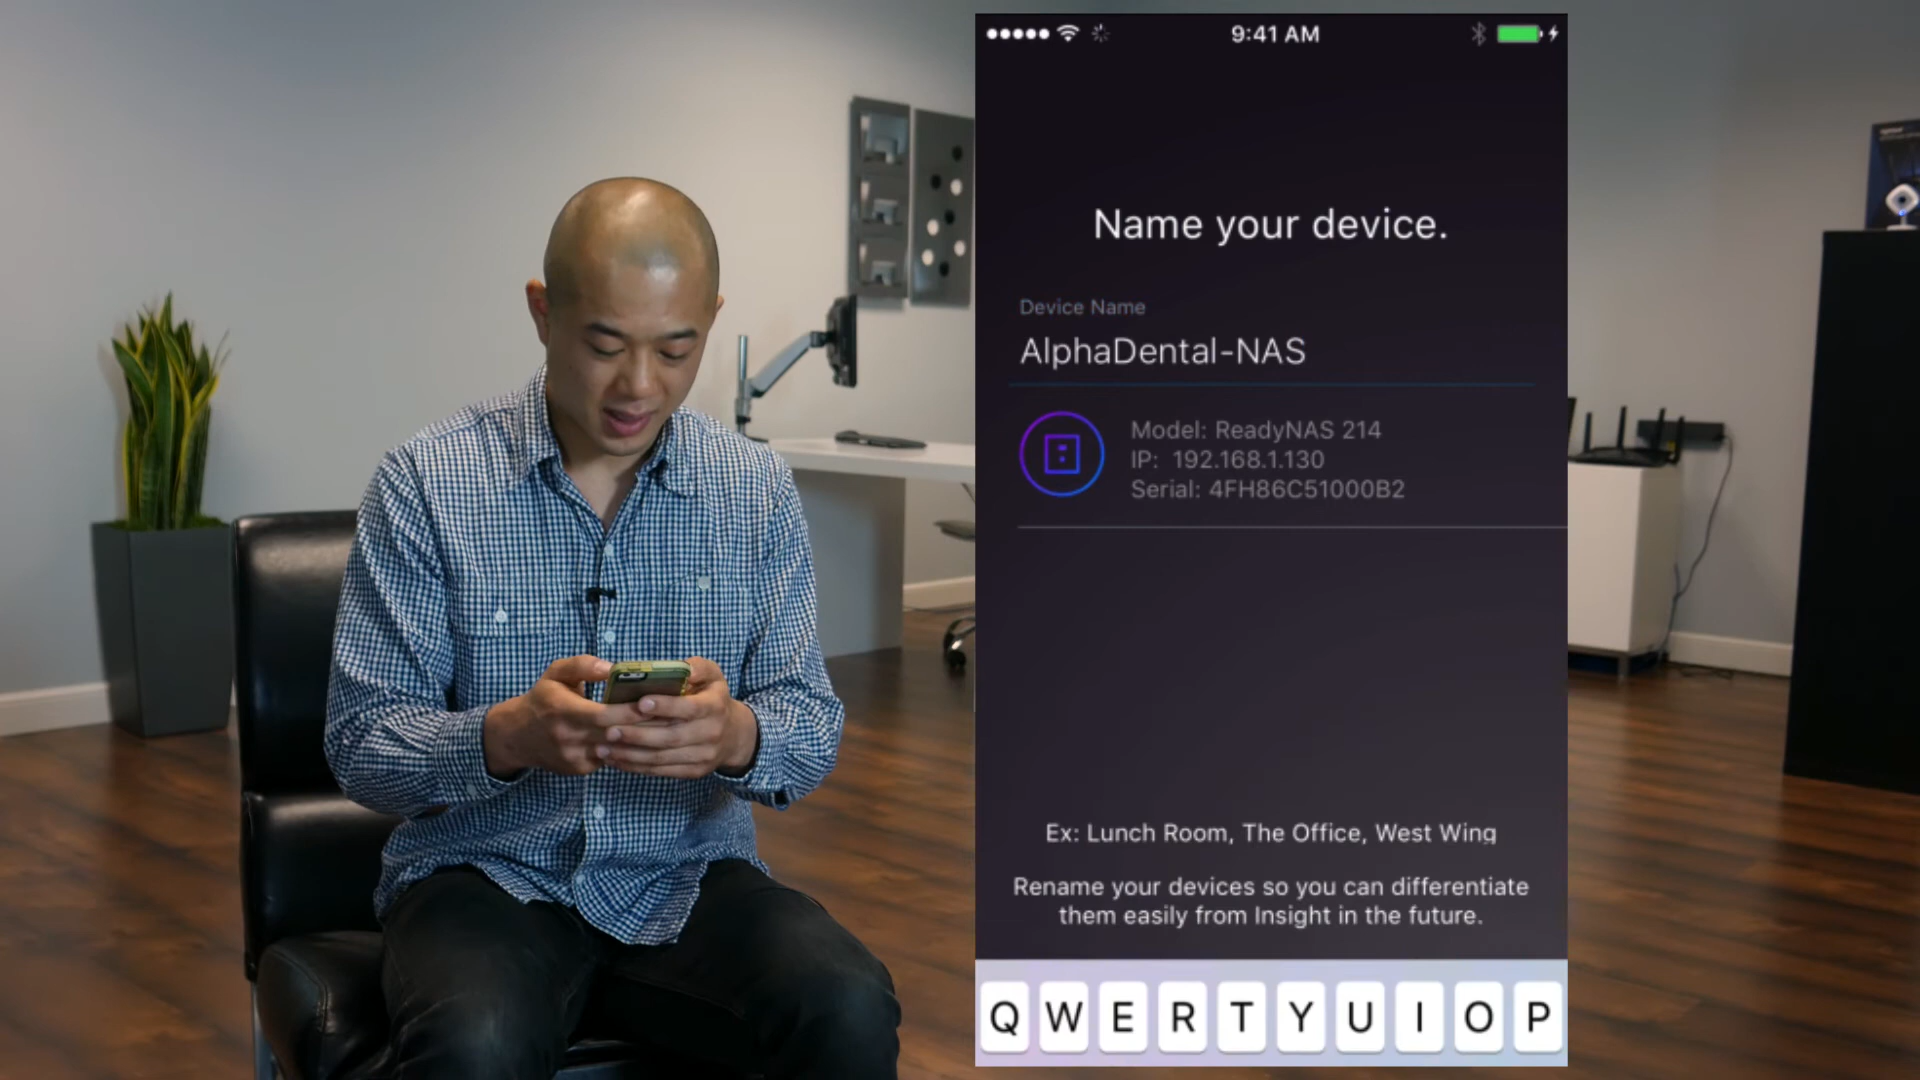 9:41 AM
Name your device.
Device Name
AlphaDental-NAS
Model: ReadyNAS 214
IP: 192.168.1.130
Serial: 4FH86C51000B2
Ex: Lunch Room, The Office, West Wing
Rename your devices so you can differentiate
them easily from Insight in the future.
Q W E R T Y U I O P